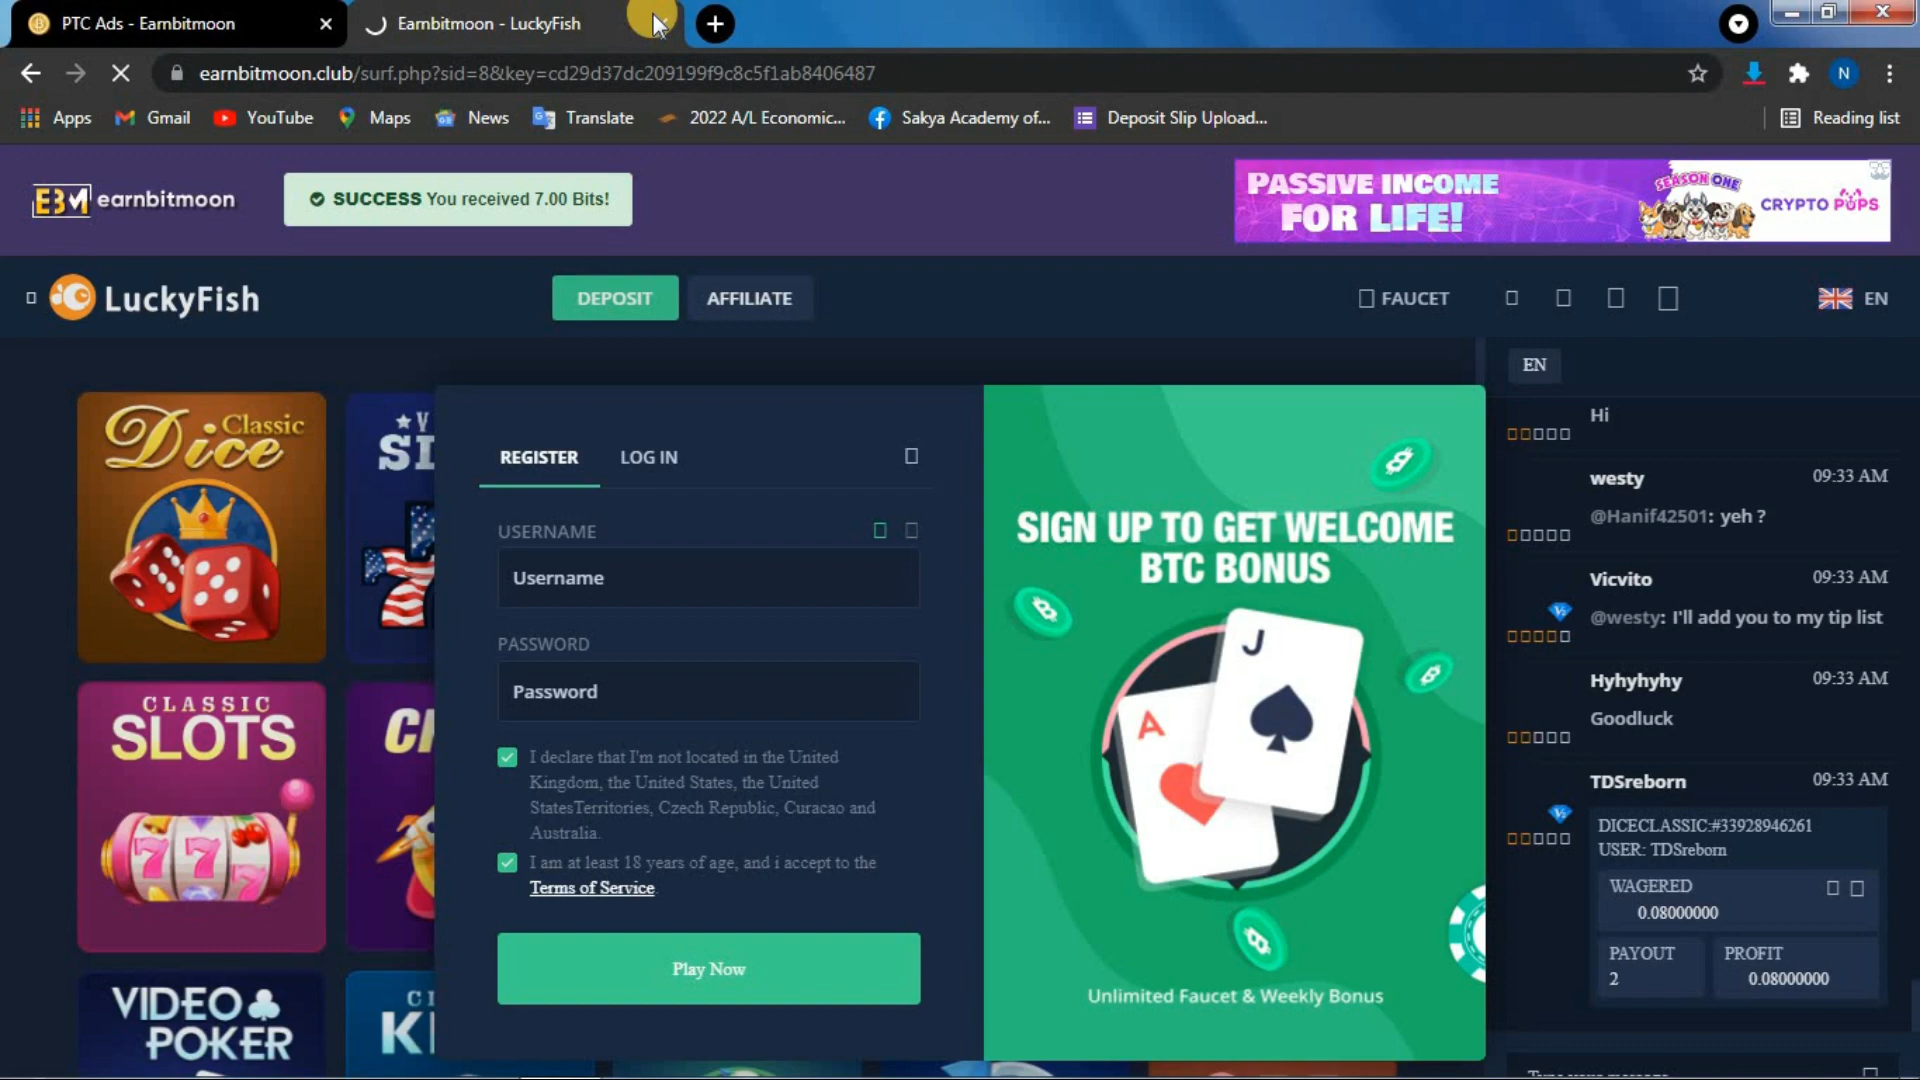 PTC Ads - Earnbitmoon
Earnbitmoon - LuckyFish
N
earnbitmoon.club/surf.php?sid=8&key=cd29d37dc209199f9c8c5f1ab8406487
Apps
Gmail
YouTube
Maps
News
Translate
2022 A/L Economic...
Sakya Academy of...
Deposit Slip Upload...
Reading list
EBM earnbitmoon
SUCCESS You received 7.00 Bits!
PASSIVE INCOME
FOR LIFE!
SEASON ONE
CRYPTO PUPS
LuckyFish
DEPOSIT
AFFILIATE
FAUCET
EN
EN
Classic
Dice
CLASSIC
SLOTS
VIDEO
POKER
REGISTER
LOG IN
USERNAME
Username
PASSWORD
Password
I declare that I'm not located in the United
Kingdom, the United States, the United
StatesTerritories, Czech Republic, Curacao and
Australia.
I am at least 18 years of age, and i accept to the
Terms of Service
Play Now
SIGN UP TO GET WELCOME
BTC BONUS
J
A
Unlimited Faucet & Weekly Bonus
Hi
westy 09:33 AM
@Hanif42501: yeh ?
Vicvito 09:33 AM
@westy: I'll add you to my tip list
Hyhyhyhy 09:33 AM
Goodluck
TDSreborn 09:33 AM
DICECLASSIC:#33928946261
USER: TDSreborn
WAGERED
0.08000000
PAYOUT
2
PROFIT
0.08000000